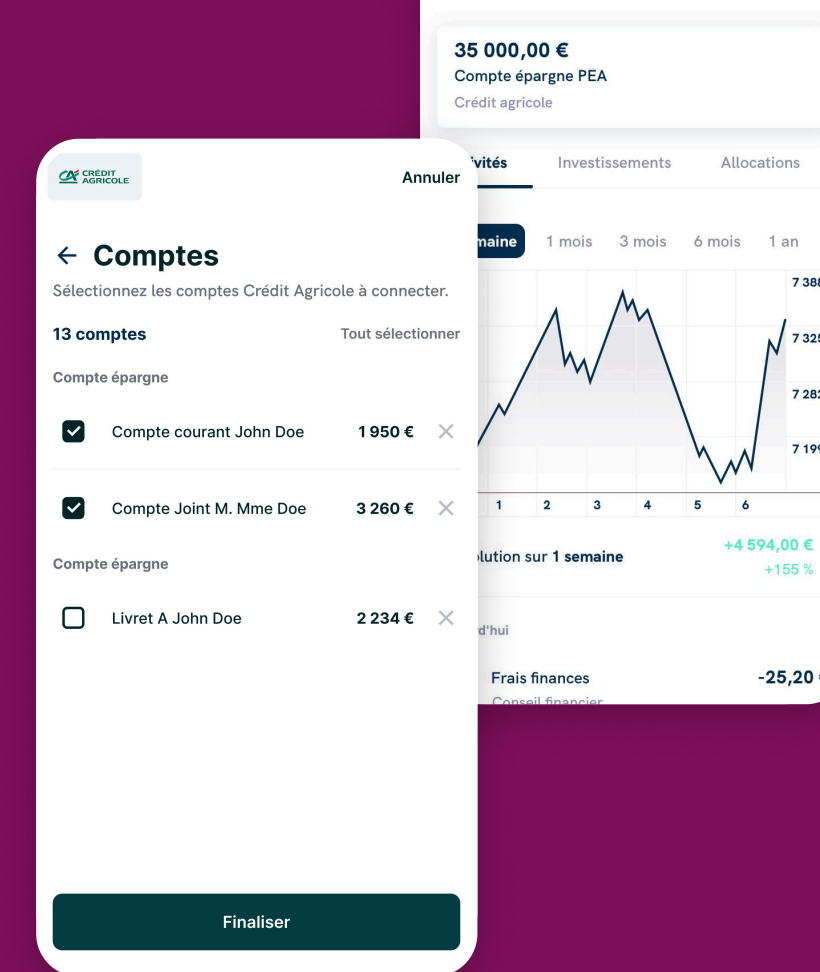 35 000,00 €
Compte épargne PEA
Crédit agricole
Investissements
Allocations
1 mois
3 mois
6 mois
1 an
1
2
3
4
5
6
1 semaine
+4 594,00 €
+155 %
Frais finances
-25,20
Conseil financier
CRÉDIT
AGRICOLE
Annuler
← Comptes
Sélectionnez les comptes Crédit Agricole à connecter.
13 comptes
Tout sélectionner
Compte épargne
Compte courant John Doe
1 950 €
Compte Joint M. Mme Doe
3 260 €
Compte épargne
Livret A John Doe
2 234 €
Finaliser